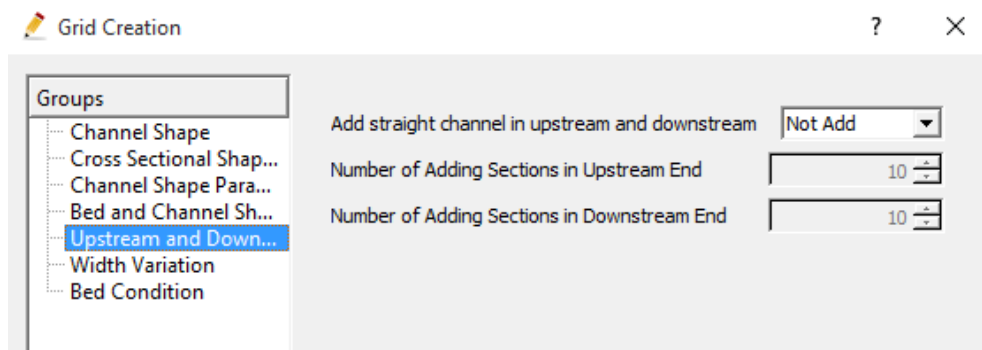 Grid Creation ?
Groups
Channel Shape
Cross Sectional Shap...
Channel Shape Para...
Bed and Channel Sh...
Upstream and Down...
Width Variation
Bed Condition
Add straight channel in upstream and downstream Not Add
Number of Adding Sections in Upstream End 10
Number of Adding Sections in Downstream End 10